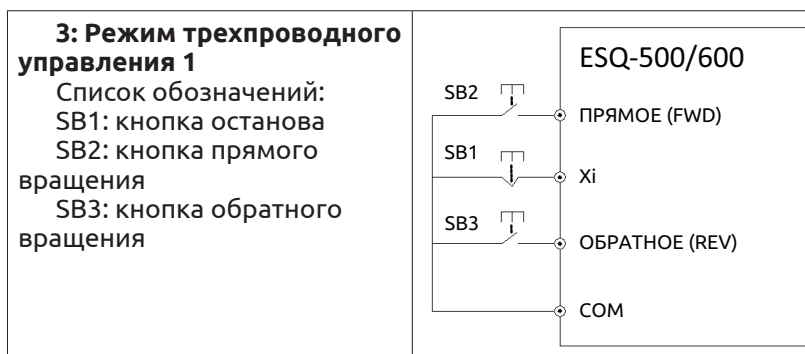 3: Режим трехпроводного
управления 1
Список обозначений:
SB1: кнопка останова
SB2: кнопка прямого
вращения
SB3: кнопка обратного
вращения
ESQ-500/600
SB2
ПРЯМОЕ (FWD)
SB1
Xi
SB3
ОБРАТНОЕ (REV)
COM